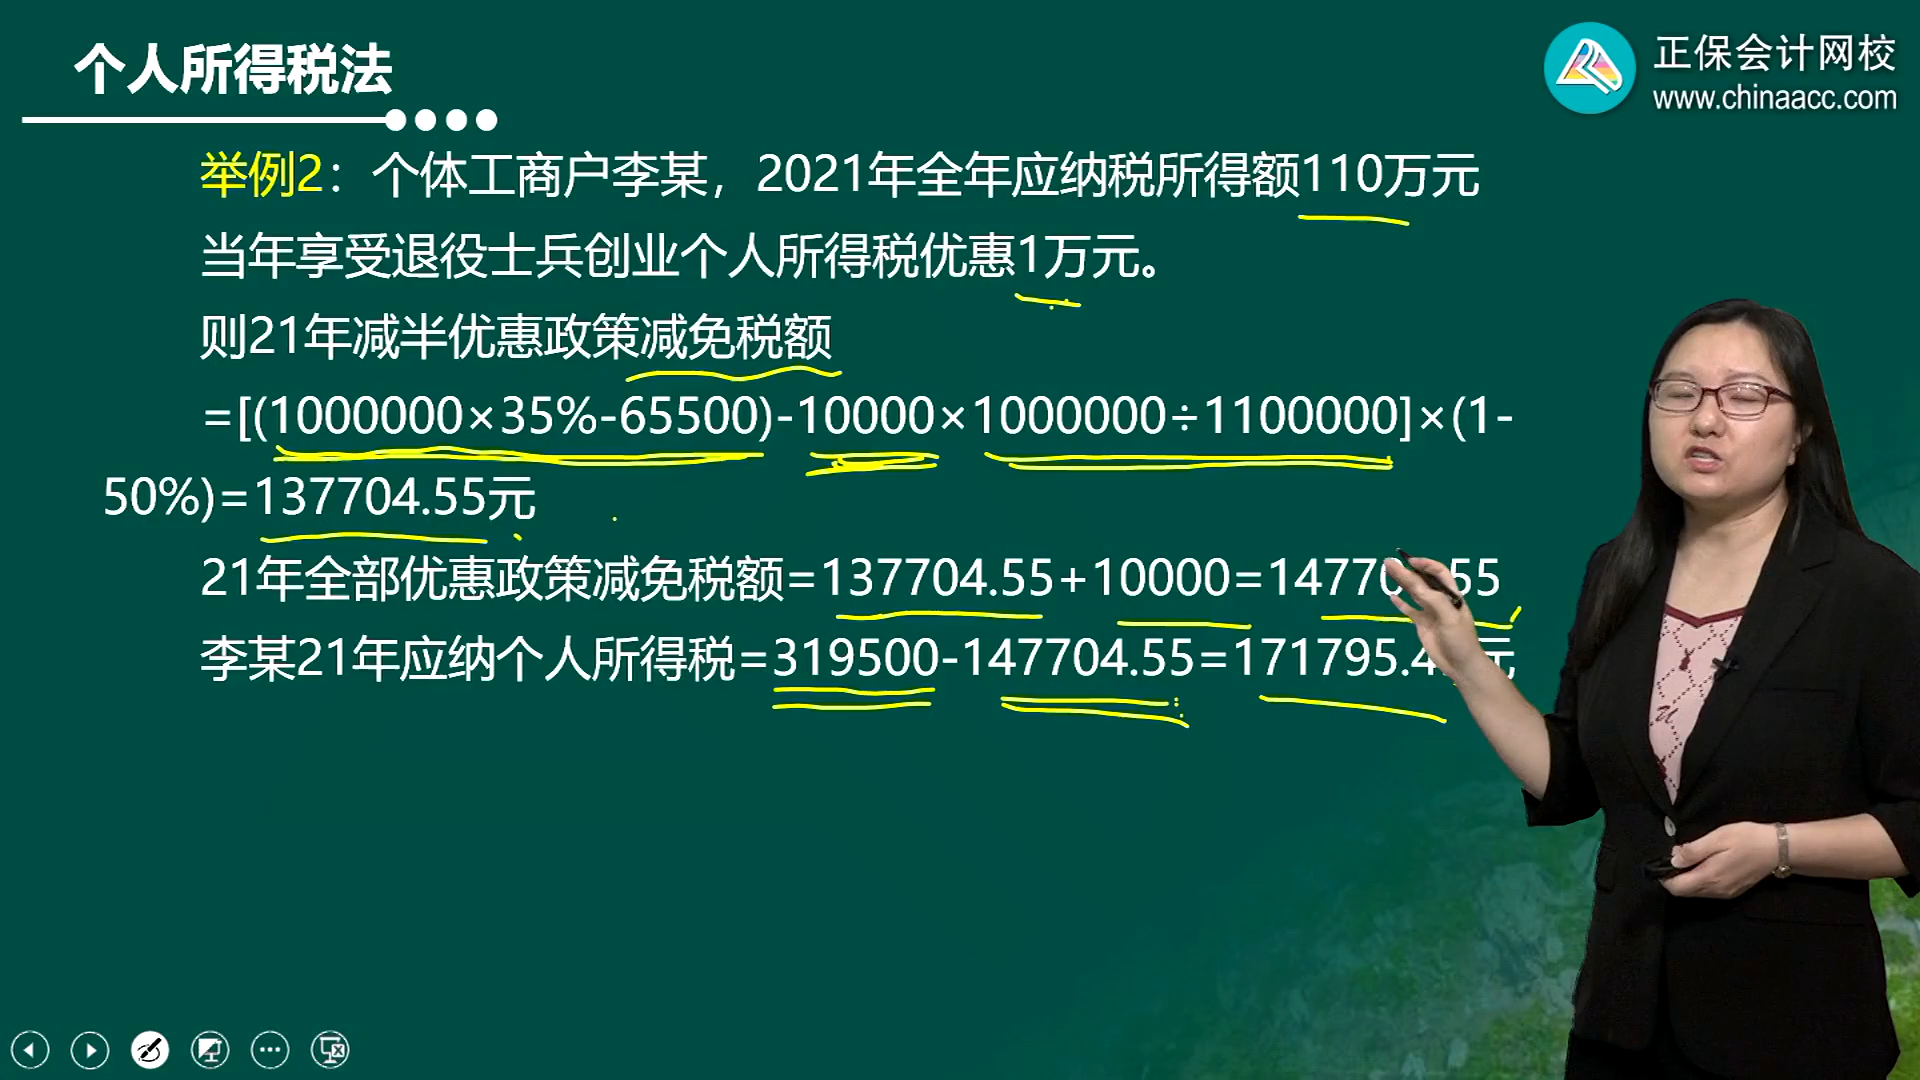 个人所得税法
正保会计网校
www.chinaacc.com
举例2：个体工商户李某，2021年全年应纳税所得额110万元
当年享受退役士兵创业个人所得税优惠1万元。
则21年减半优惠政策减免税额
=[(1000000×35%-65500)-10000×1000000÷1100000]×(1-
50%)=137704.55元
21年全部优惠政策减免税额=137704.55+10000=14770 55
李某21年应纳个人所得税=319500-147704.55=171795.4 元